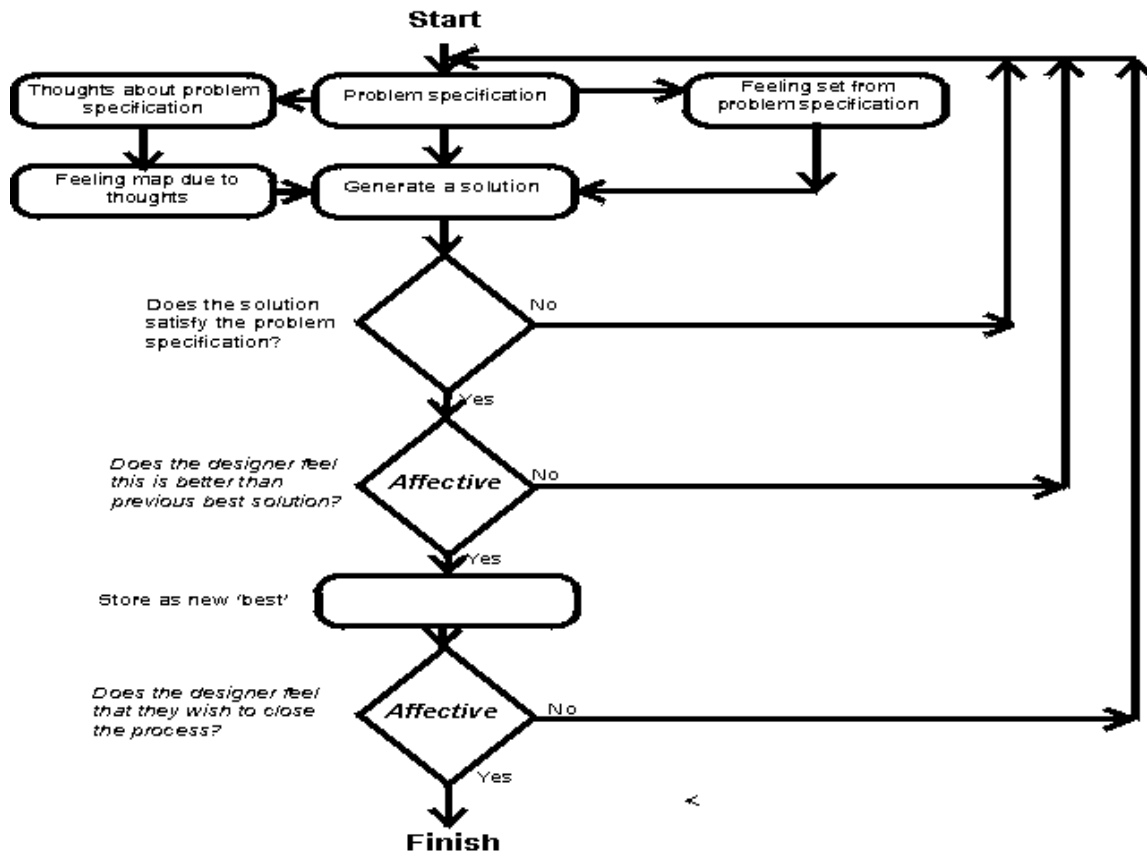 Start
Thoughts about problem
specification
Problem specification
Feeling set from
problem specification
Feeling map due to
thoughts
Generate a solution
Does the solution
satisfy the problem
specification?
No
Yes
Does the designer feel
this is better than
previous best solution?
Affective
No
Yes
Store as new 'best'
Does the designer feel
that they wish to close
the process?
Affective
No
Yes
<
Finish